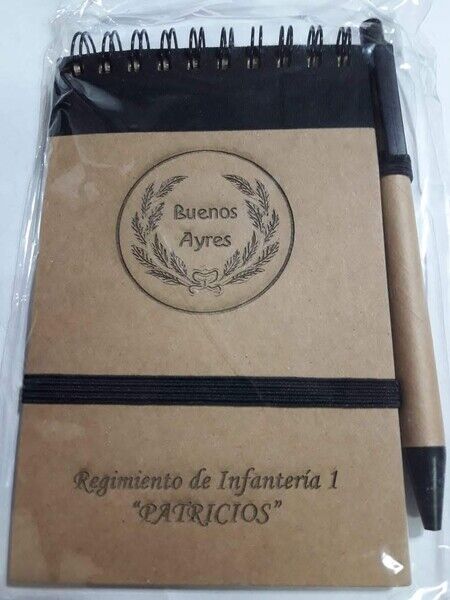 Buenos
Ayres
Regimiento de Infantería 1
"PATRICIOS"